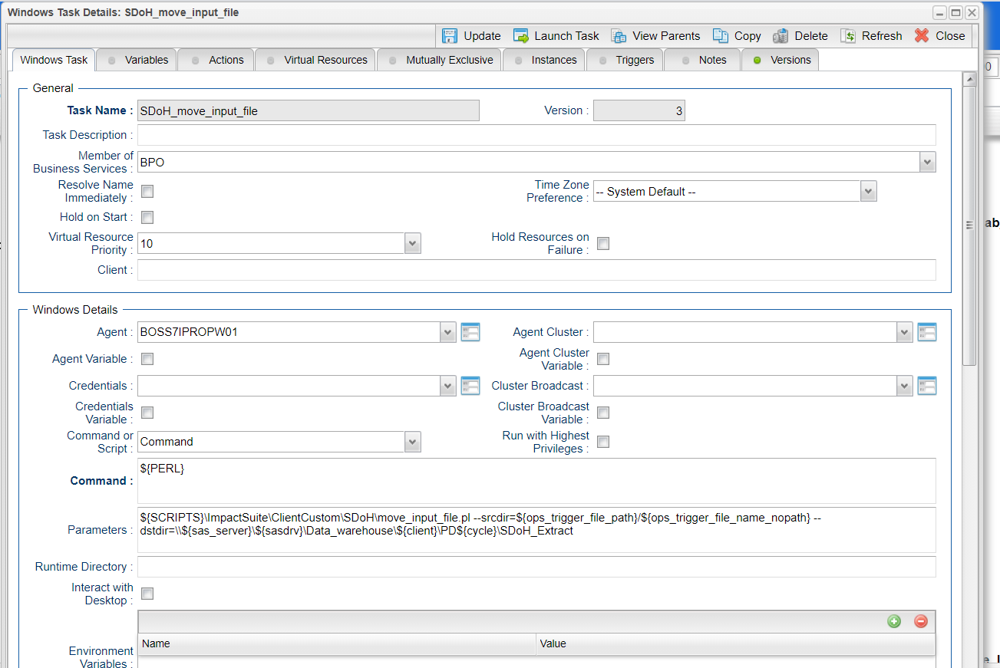 Windows Task Details: SDoH_move_input_file
Update Launch Task View Parents Copy Delete Refresh Close
Windows Task Variables Actions Virtual Resources Mutually Exclusive Instances Triggers Notes Versions
0
General
Task Name : SDoH_move_input_file Version : 3
Task Description :
Member of
Business Services : BPO
Resolve Name
Immediately :
Time Zone
Preference : -- System Default --
ab
Hold on Start :
Virtual Resource
Priority : 10
Hold Resources on
Failure :
Client :
Windows Details
Agent : BOSS7IPROPW01 Agent Cluster :
Agent Variable :
Agent Cluster
Variable :
Credentials : Cluster Broadcast :
Credentials
Variable :
Cluster Broadcast
Variable :
Command or
Script : Command
Run with Highest
Privileges :
Command : ${PERL}
Parameters : ${SCRIPTS}\ImpactSuite\ClientCustom\SDoH\move_input_file.pl --srcdir=${ops_trigger_file_path}/${ops_trigger_file_name_nopath} --
dstdir=\\${sas_server}\${sasdrv}\Data_warehouse\${client}\PD${cycle}\SDoH_Extract
Runtime Directory :
Interact with
Desktop :
Name Value
Environment
Variables :